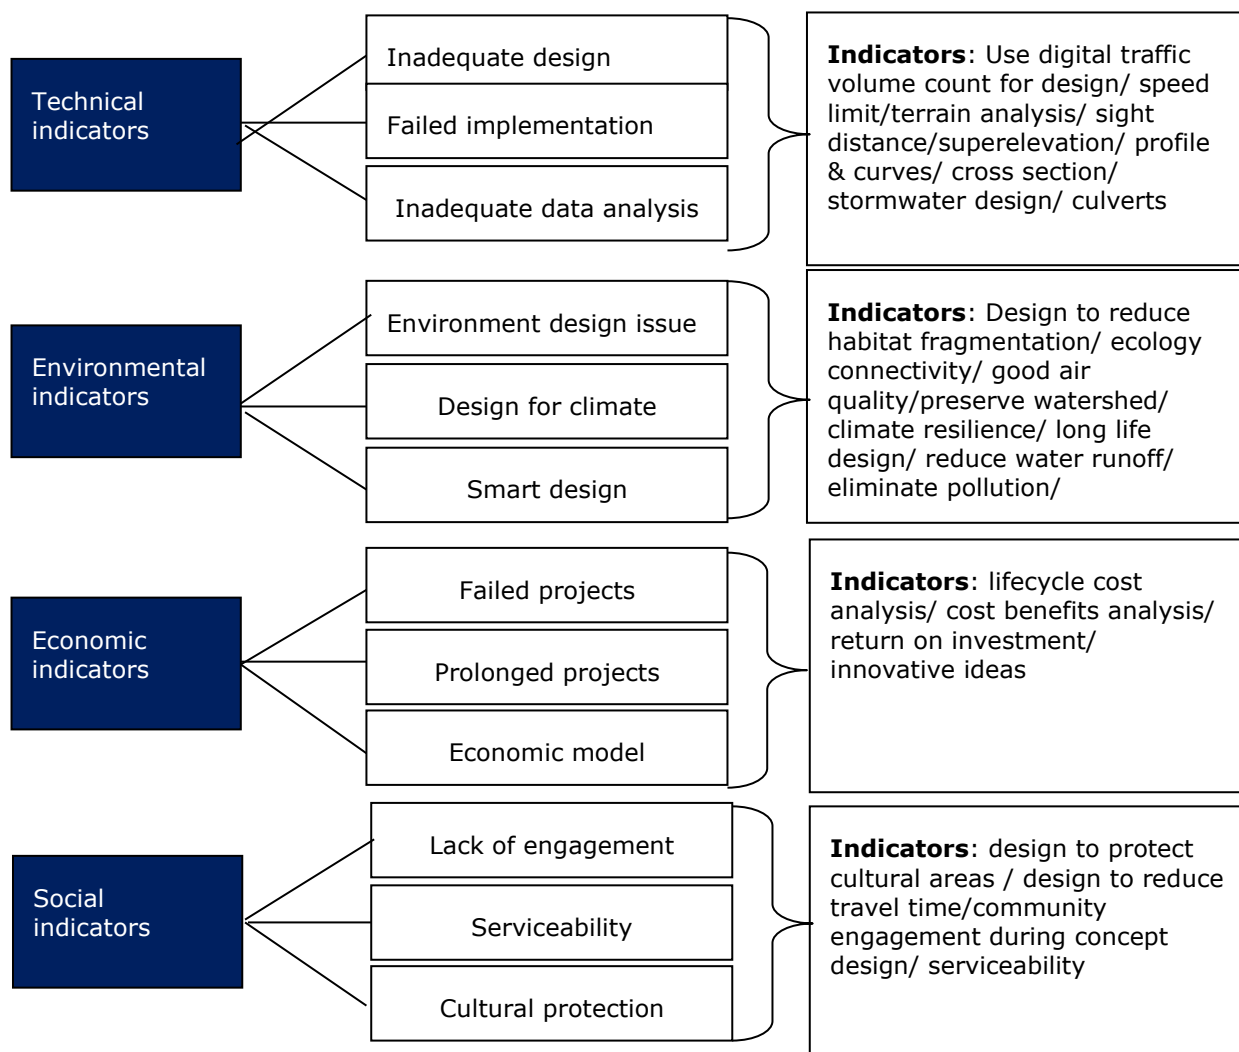 Technical
indicators
Inadequate design
Failed implementation
Inadequate data analysis
Indicators: Use digital traffic
volume count for design/ speed
limit/terrain analysis/ sight
distance/superelevation/ profile
& curves/ cross section/
stormwater design/ culverts
Environmental
indicators
Environment design issue
Design for climate
Smart design
Indicators: Design to reduce
habitat fragmentation/ ecology
connectivity/ good air
quality/preserve watershed/
climate resilience/ long life
design/ reduce water runoff/
eliminate pollution/
Economic
indicators
Failed projects
Prolonged projects
Economic model
Indicators: lifecycle cost
analysis/ cost benefits analysis/
return on investment/
innovative ideas
Social
indicators
Lack of engagement
Serviceability
Cultural protection
Indicators: design to protect
cultural areas / design to reduce
travel time/community
engagement during concept
design/ serviceability